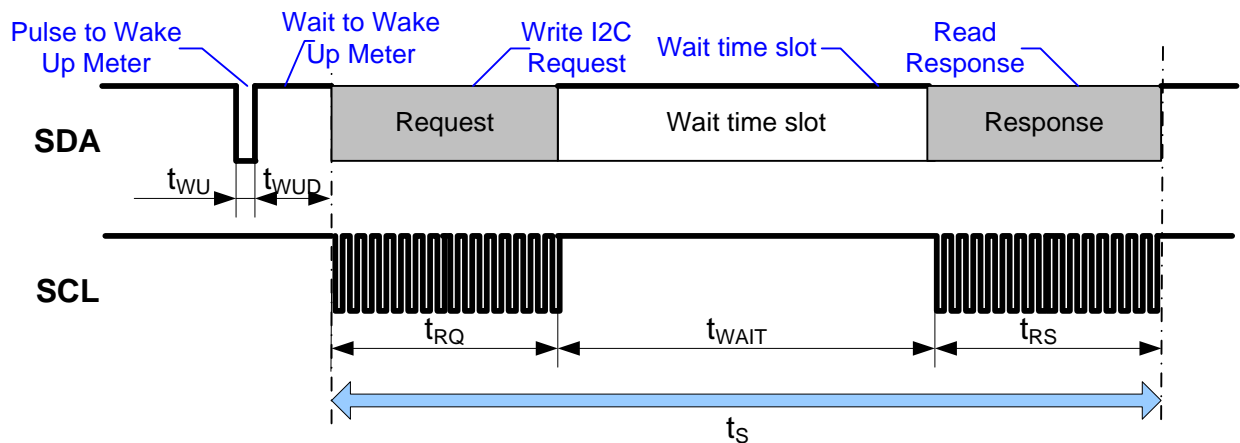 Pulse to Wake
Up Meter
Wait to Wake
Up Meter
Write I2C
Request
Wait time slot
Read
Response
SDA
Request
Wait time slot
Response
tWU
tWUD
SCL
tRQ
tWAIT
tRS
tS